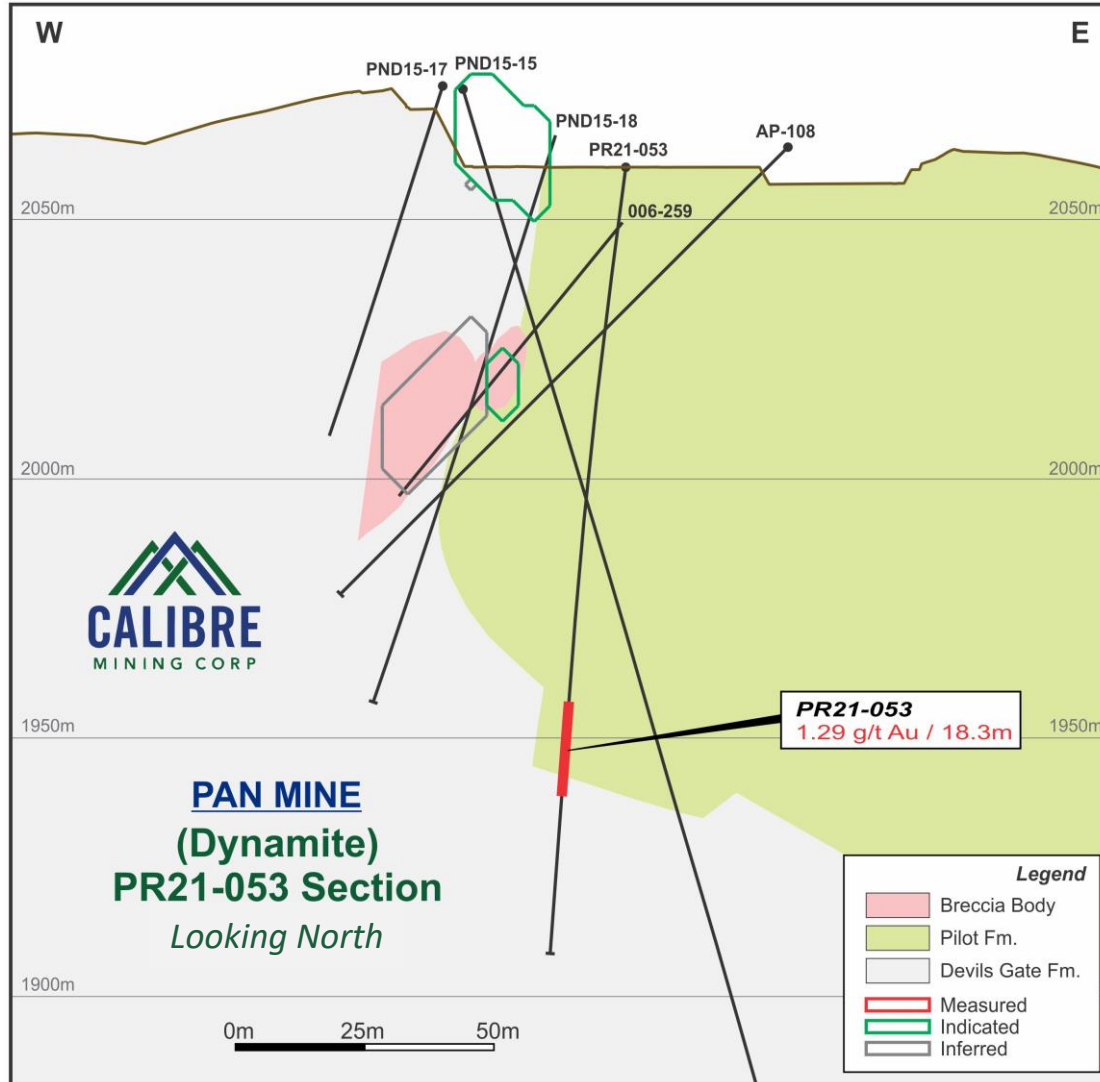 W
E
PND15-17
PND15-15
PND15-18
PR21-053
AP-108
006-259
2050m
2050m
2000m
2000m
CALIBRE
MINING CORP
1950m
1950m
PR21-053
1.29 g/t Au / 18.3m
PAN MINE
(Dynamite)
PR21-053 Section
Looking North
1900m
0m
25m
50m
Legend
Breccia Body
Pilot Fm.
Devils Gate Fm.
Measured
Indicated
Inferred